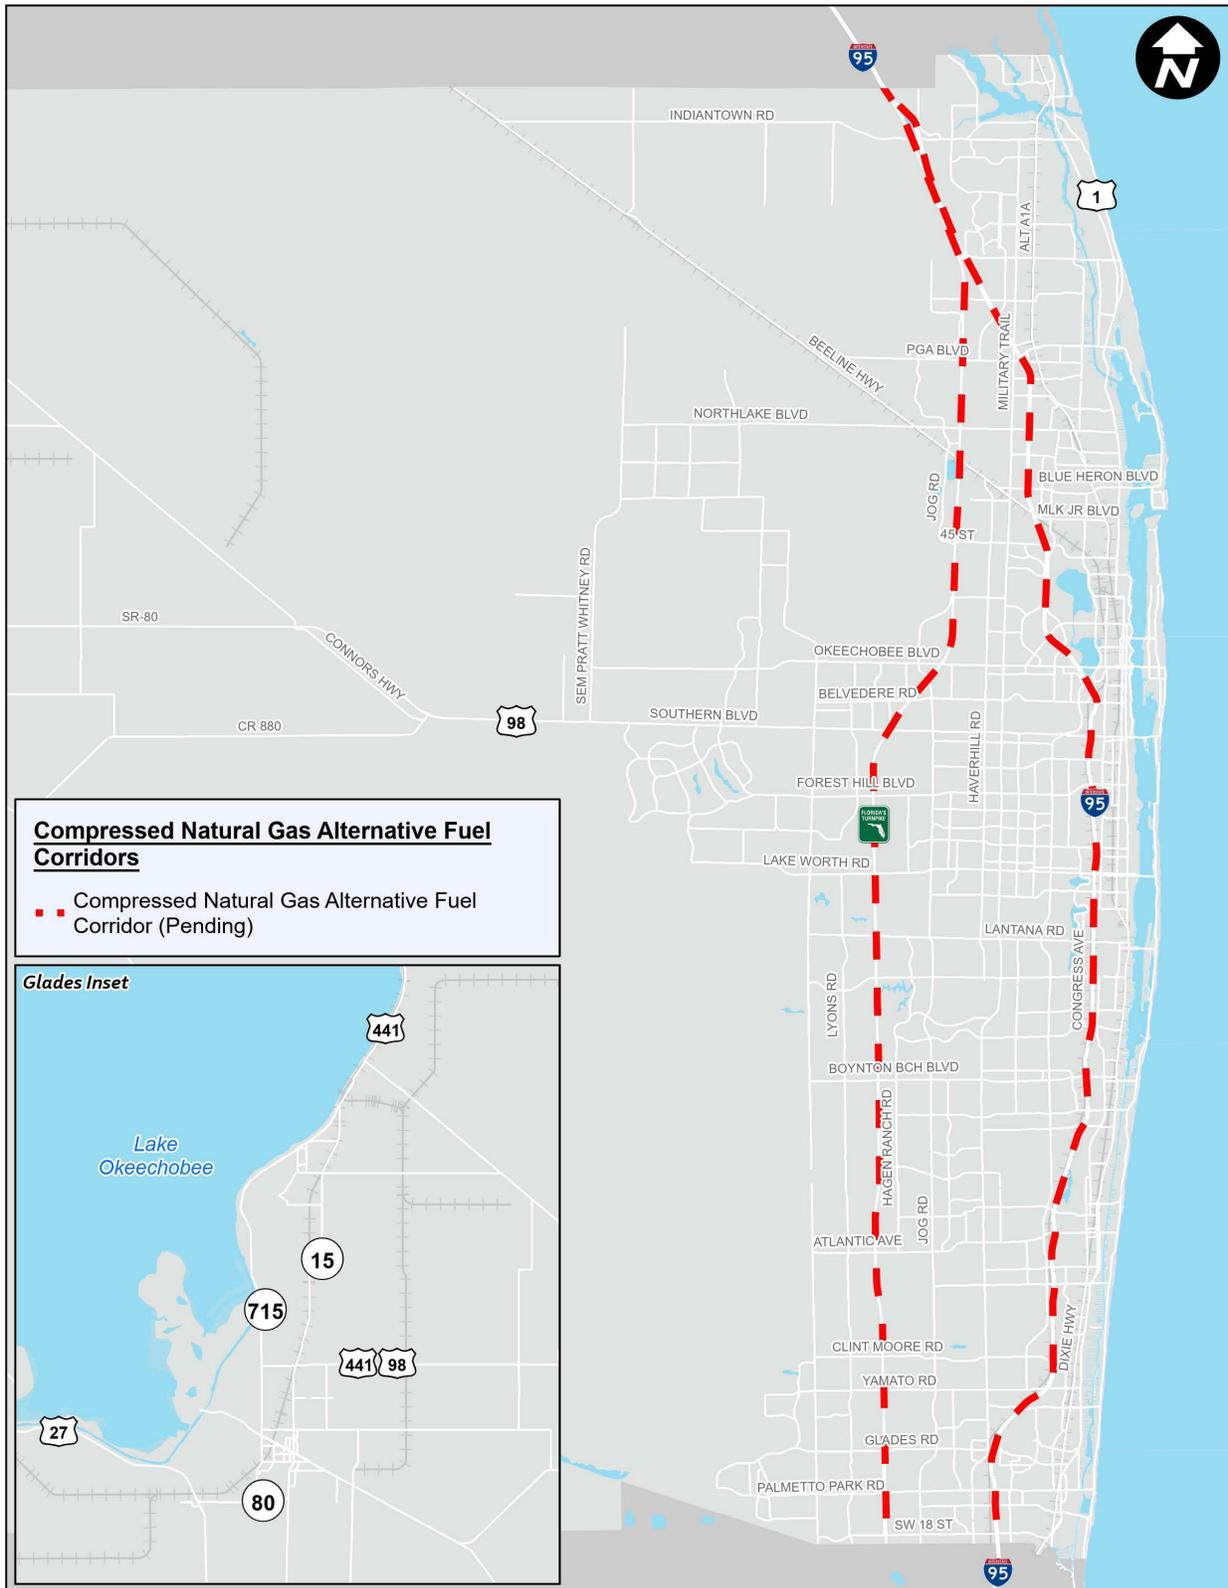 INTERSTATE
95
N
INDIANTOWN RD
1
ALT A1A
MILITARY TRAIL
BEELINE HWY
PGA BLVD
NORTHLAKE BLVD
JOG RD
BLUE HERON BLVD
MLK JR BLVD
45 ST
SEM PRATT WHITNEY RD
SR-80
CONNORS HWY
OKEECHOBEE BLVD
BELVEDERE RD
CR 880
98
SOUTHERN BLVD
HAVERHILL RD
FOREST HILL BLVD
INTERSTATE
95
FLORIDA'S
TURNPIKE
LAKE WORTH RD
Compressed Natural Gas Alternative Fuel
Corridors
Compressed Natural Gas Alternative Fuel
Corridor (Pending)
LANTANA RD
CONGRESS AVE
LYONS RD
BOYNTON BCH BLVD
HAGEN RANCH RD
JOG RD
ATLANTIC AVE
CLINT MOORE RD
DIXIE HWY
YAMATO RD
GLADES RD
PALMETTO PARK RD
SW 18 ST
INTERSTATE
95
Glades Inset
441
Lake
Okeechobee
15
715
441 98
27
80